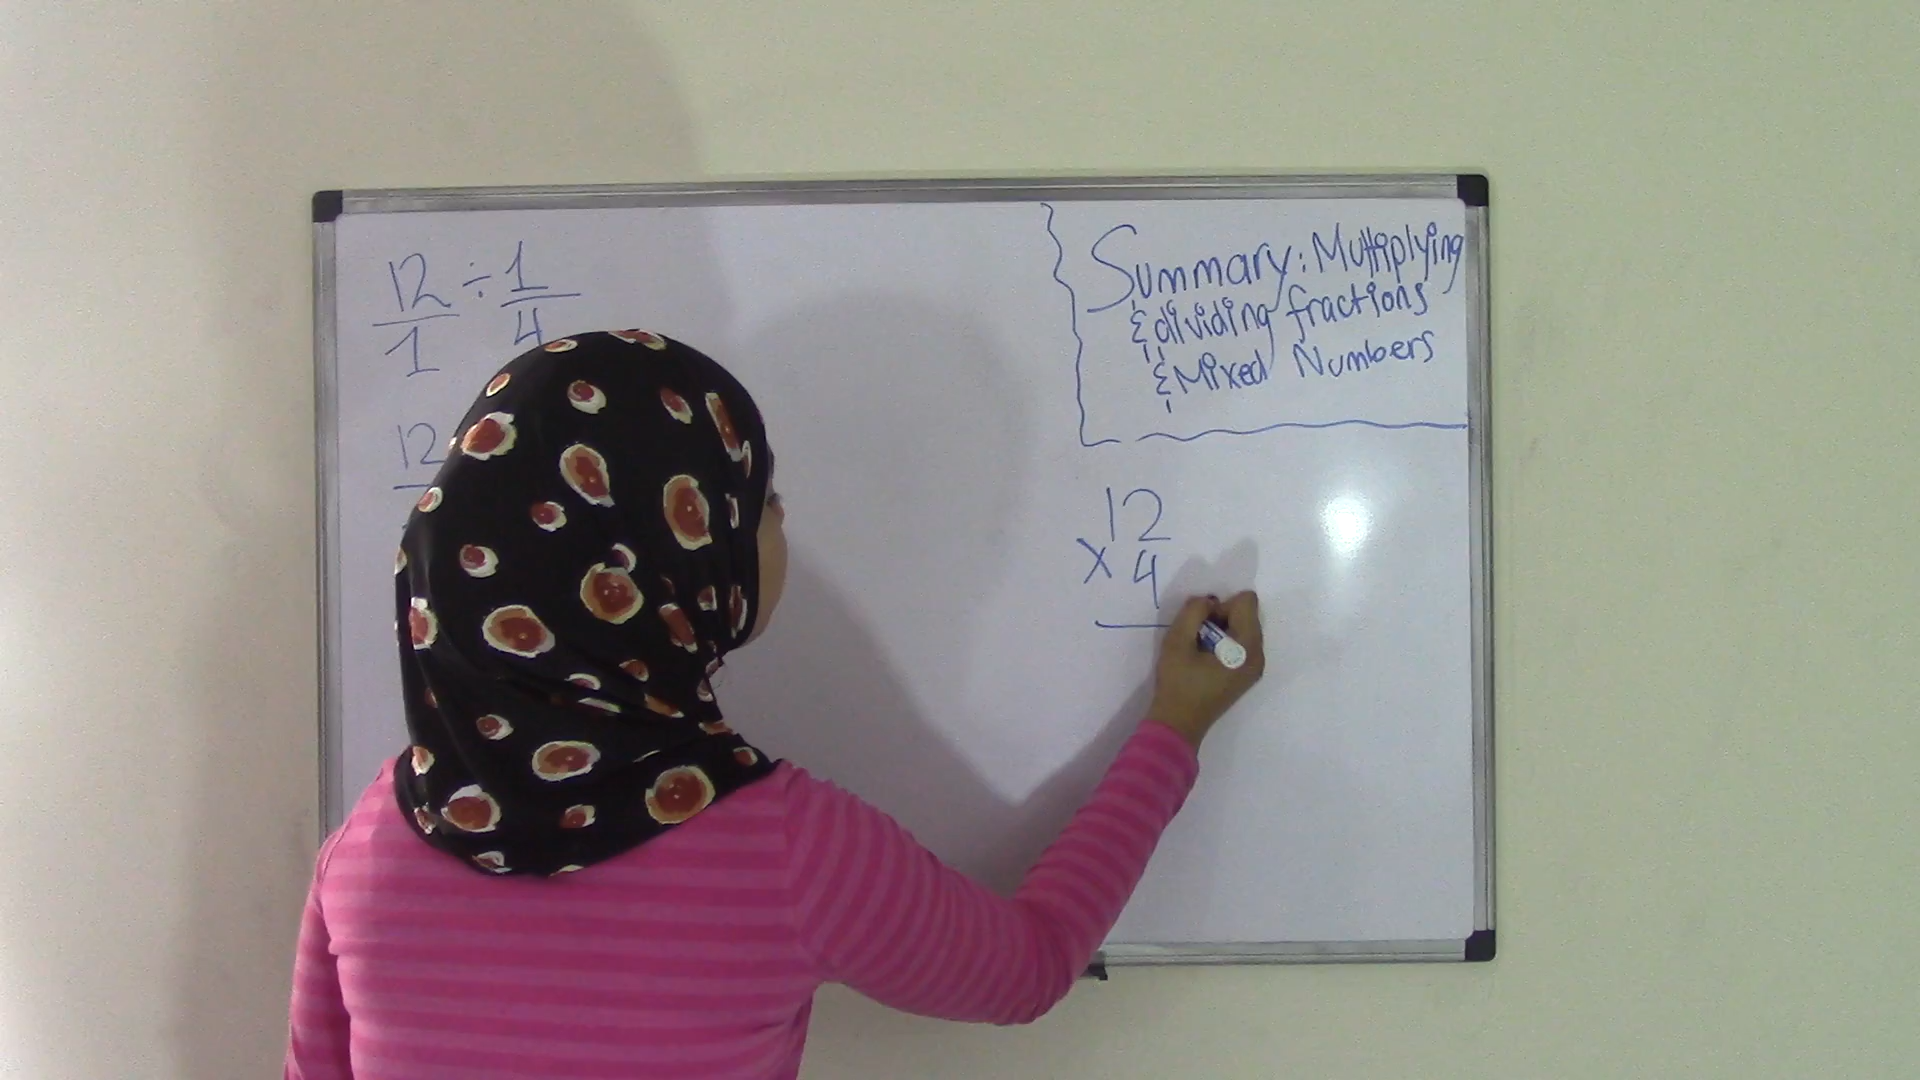 12/1 ÷ 1/4
12
Summary: Multiplying
& dividing fractions
& Mixed Numbers
12
x 4